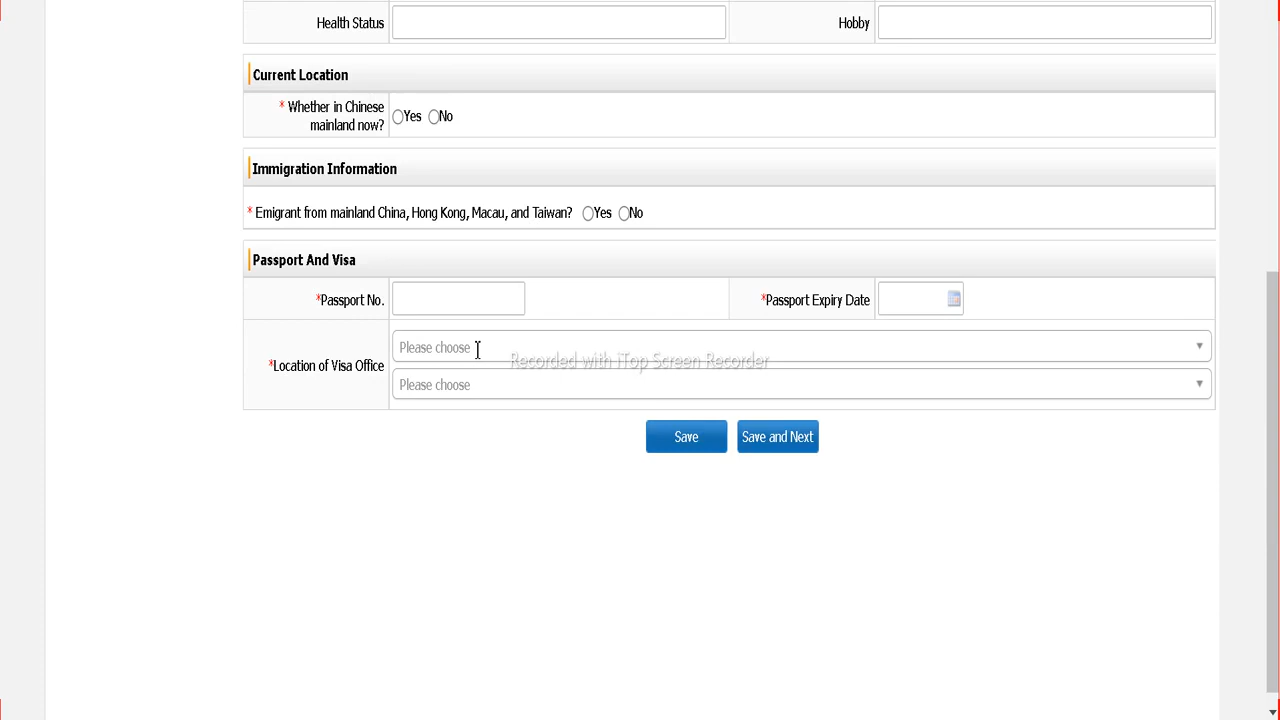 Health Status
Hobby
Current Location
* Whether in Chinese
mainland now?
Yes No
Immigration Information
* Emigrant from mainland China, Hong Kong, Macau, and Taiwan? Yes No
Passport And Visa
*Passport No.
*Passport Expiry Date
*Location of Visa Office
Please choose
Recorded with iTop Screen Recorder
Please choose
Save
Save and Next